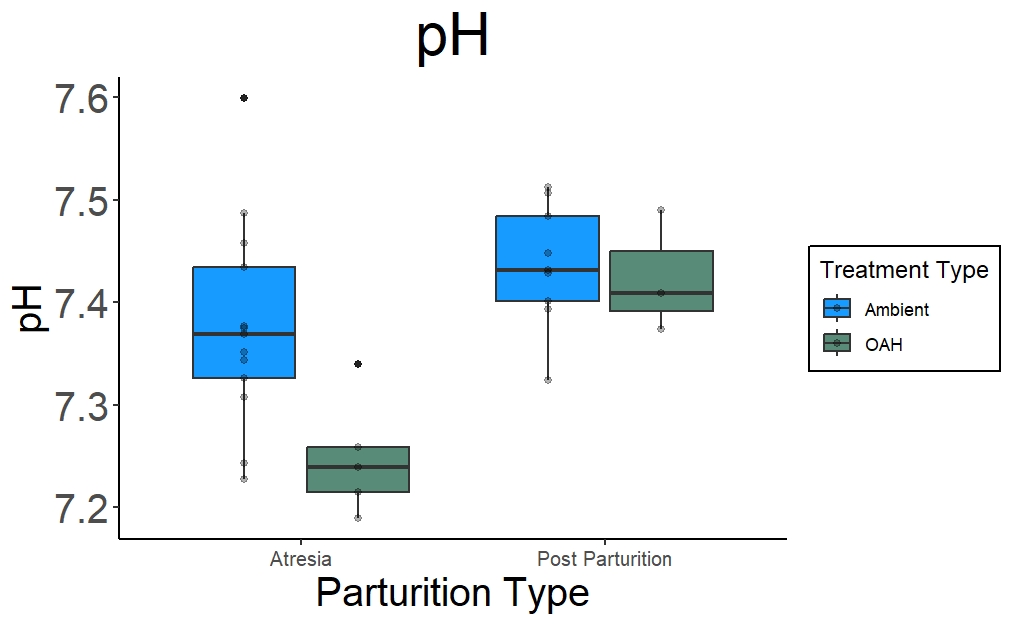 pH
7.6
7.5
7.4
7.3
7.2
pH
Atresia
Post Parturition
Parturition Type
Treatment Type
Ambient
OAH